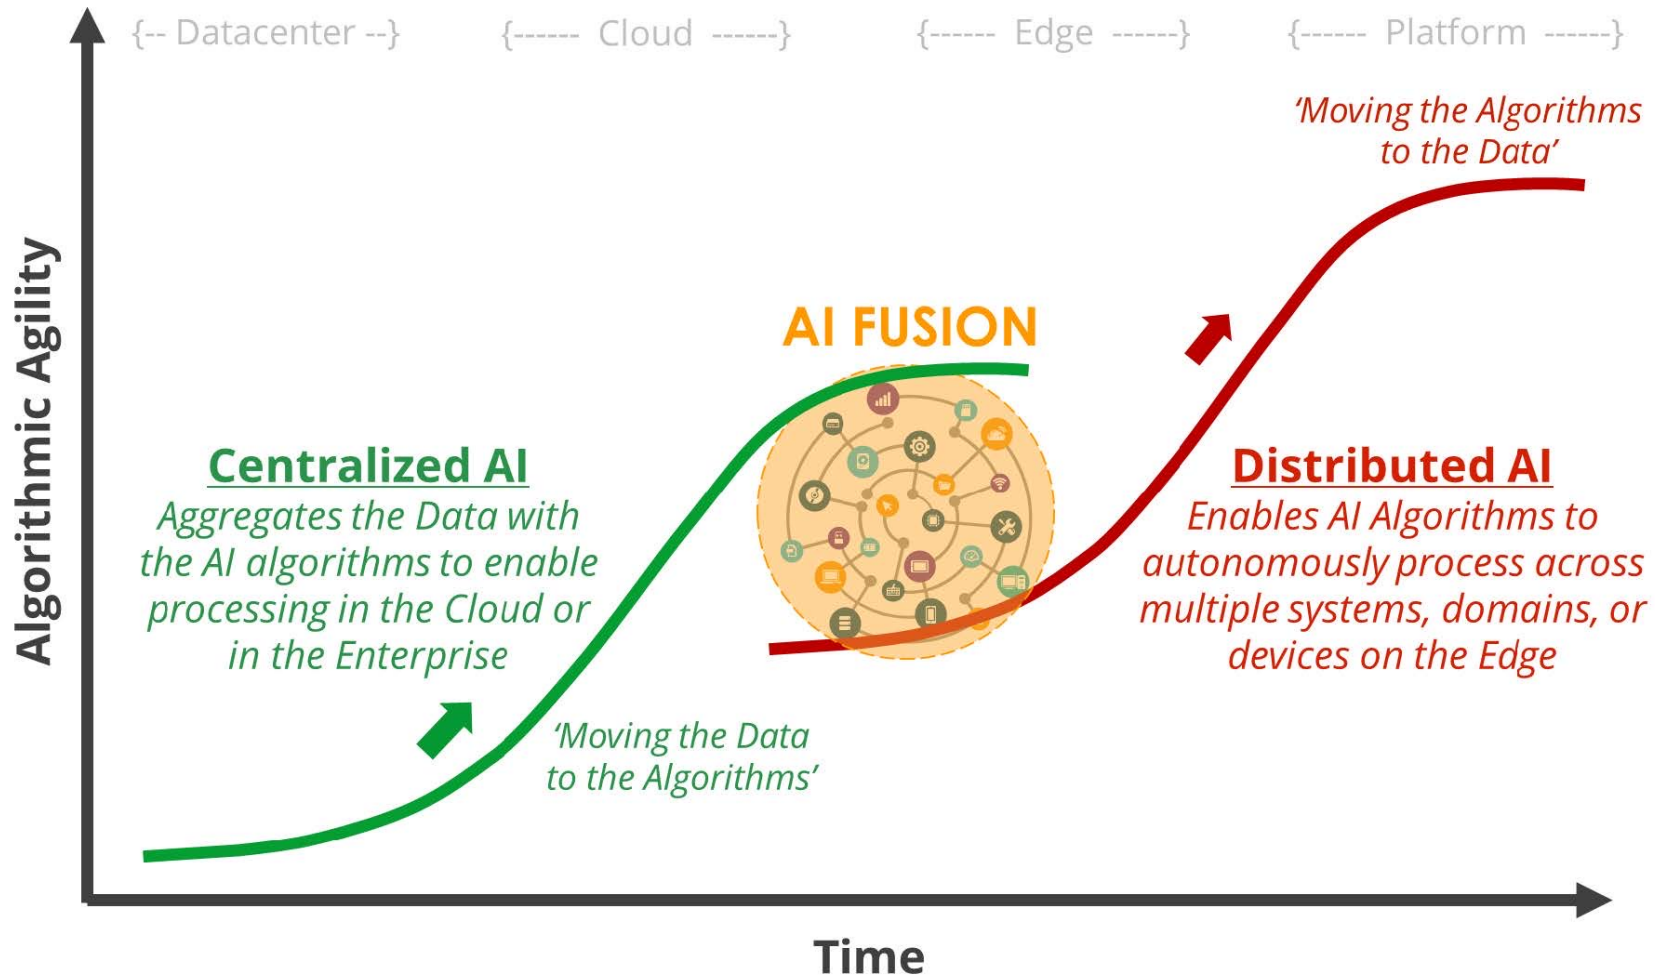 {-- Datacenter --}
{------ Cloud ------}
{------ Edge ------}
{------ Platform ------}
‘Moving the Algorithms
to the Data’
Algorithmic Agility
AI FUSION
Centralized AI
Aggregates the Data with
the AI algorithms to enable
processing in the Cloud or
in the Enterprise
Distributed AI
Enables AI Algorithms to
autonomously process across
multiple systems, domains, or
devices on the Edge
‘Moving the Data
to the Algorithms’
Time